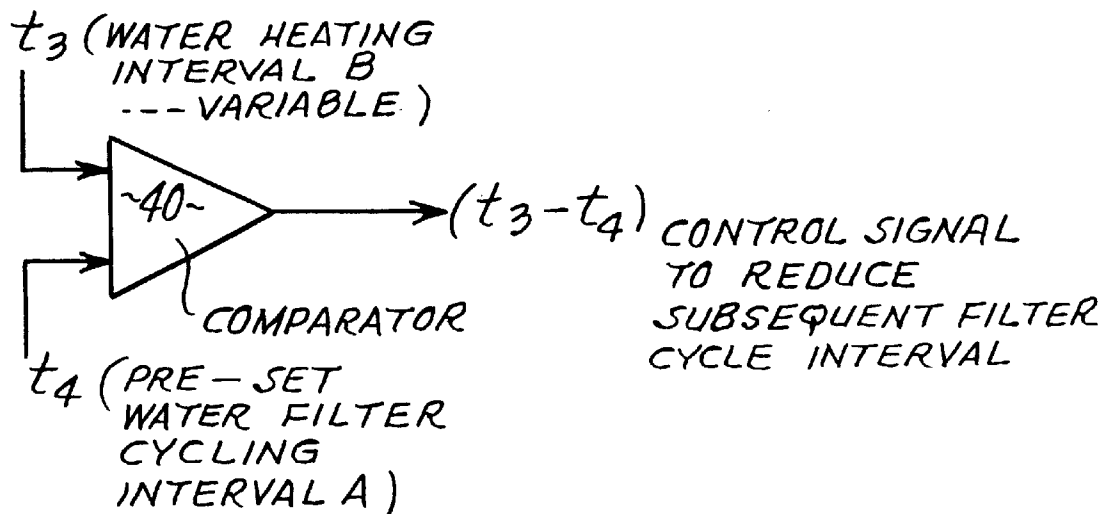 t3 (WATER HEATING
INTERVAL B
--- VARIABLE)
~40~
(t3-t4) CONTROL SIGNAL
TO REDUCE
SUBSEQUENT FILTER
CYCLE INTERVAL
COMPARATOR
t4 (PRE-SET
WATER FILTER
CYCLING
INTERVAL A)